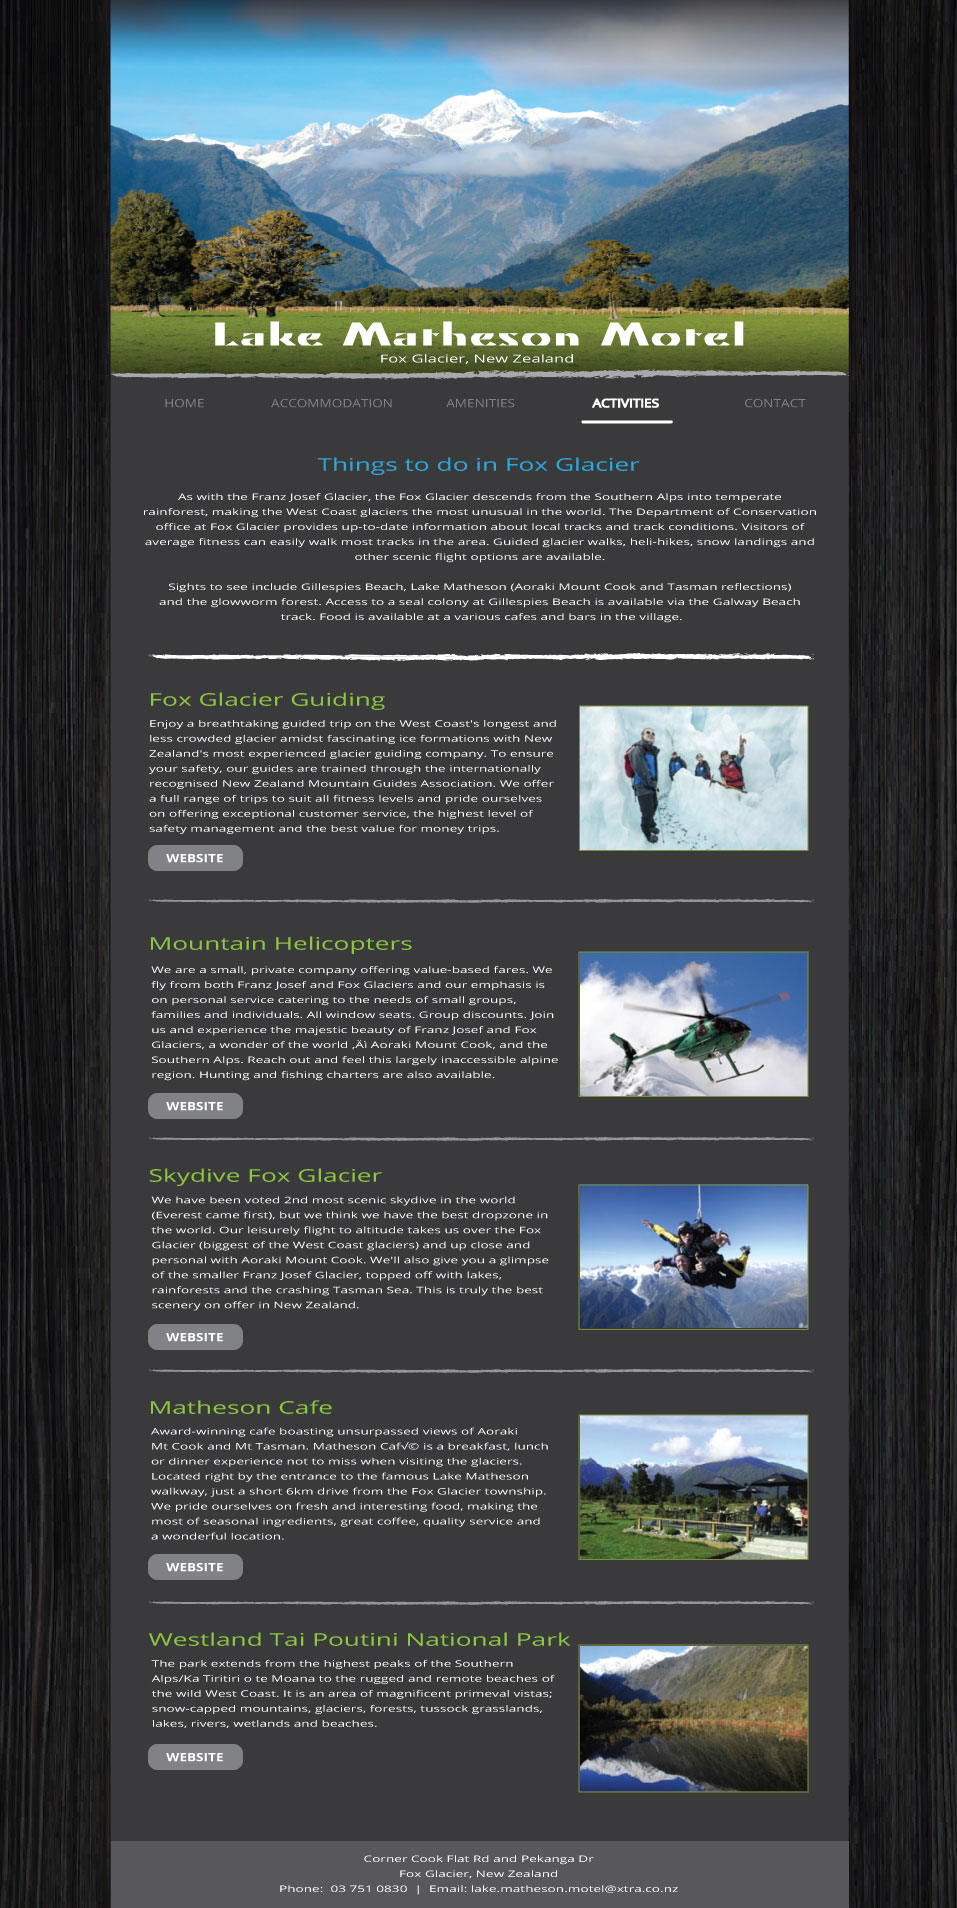 Lake Matheson Motel
Fox Glacier, New Zealand
HOME ACCOMMODATION AMENITIES ACTIVITIES CONTACT
Things to do in Fox Glacier
As with the Franz Josef Glacier, the Fox Glacier descends from the Southern Alps into temperate
rainforest, making the West Coast glaciers the most unusual in the world. The Department of Conservation
office at Fox Glacier provides up-to-date information about local tracks and track conditions. Visitors of
average fitness can easily walk most tracks in the area. Guided glacier walks, heli-hikes, snow landings and
other scenic flight options are available.
Sights to see include Gillespies Beach, Lake Matheson (Aoraki Mount Cook and Tasman reflections)
and the glowworm forest. Access to a seal colony at Gillespies Beach is available via the Galway Beach
track. Food is available at a various cafes and bars in the village.
Fox Glacier Guiding
Enjoy a breathtaking guided trip on the West Coast's longest and
less crowded glacier amidst fascinating ice formations with New
Zealand's most experienced glacier guiding company. To ensure
your safety, our guides are trained through the internationally
recognised New Zealand Mountain Guides Association. We offer
a full range of trips to suit all fitness levels and pride ourselves
on offering exceptional customer service, the highest level of
safety management and the best value for money trips.
WEBSITE
Mountain Helicopters
We are a small, private company offering value-based fares. We
fly from both Franz Josef and Fox Glaciers and our emphasis is
on personal service catering to the needs of small groups,
families and individuals. All window seats. Group discounts. Join
us and experience the majestic beauty of Franz Josef and Fox
Glaciers, a wonder of the world ‚Äì Aoraki Mount Cook, and the
Southern Alps. Reach out and feel this largely inaccessible alpine
region. Hunting and fishing charters are also available.
WEBSITE
Skydive Fox Glacier
We have been voted 2nd most scenic skydive in the world
(Everest came first), but we think we have the best dropzone in
the world. Our leisurely flight to altitude takes us over the Fox
Glacier (biggest of the West Coast glaciers) and up close and
personal with Aoraki Mount Cook. We'll also give you a glimpse
of the smaller Franz Josef Glacier, topped off with lakes,
rainforests and the crashing Tasman Sea. This is truly the best
scenery on offer in New Zealand.
WEBSITE
Matheson Cafe
Award-winning cafe boasting unsurpassed views of Aoraki
Mt Cook and Mt Tasman. Matheson Caf√© is a breakfast, lunch
or dinner experience not to miss when visiting the glaciers.
Located right by the entrance to the famous Lake Matheson
walkway, just a short 6km drive from the Fox Glacier township.
We pride ourselves on fresh and interesting food, making the
most of seasonal ingredients, great coffee, quality service and
a wonderful location.
WEBSITE
Westland Tai Poutini National Park
The park extends from the highest peaks of the Southern
Alps/Ka Tiritiri o te Moana to the rugged and remote beaches of
the wild West Coast. It is an area of magnificent primeval vistas;
snow-capped mountains, glaciers, forests, tussock grasslands,
lakes, rivers, wetlands and beaches.
WEBSITE
Corner Cook Flat Rd and Pekanga Dr
Fox Glacier, New Zealand
Phone: 03 751 0830 | Email: lake.matheson.motel@xtra.co.nz